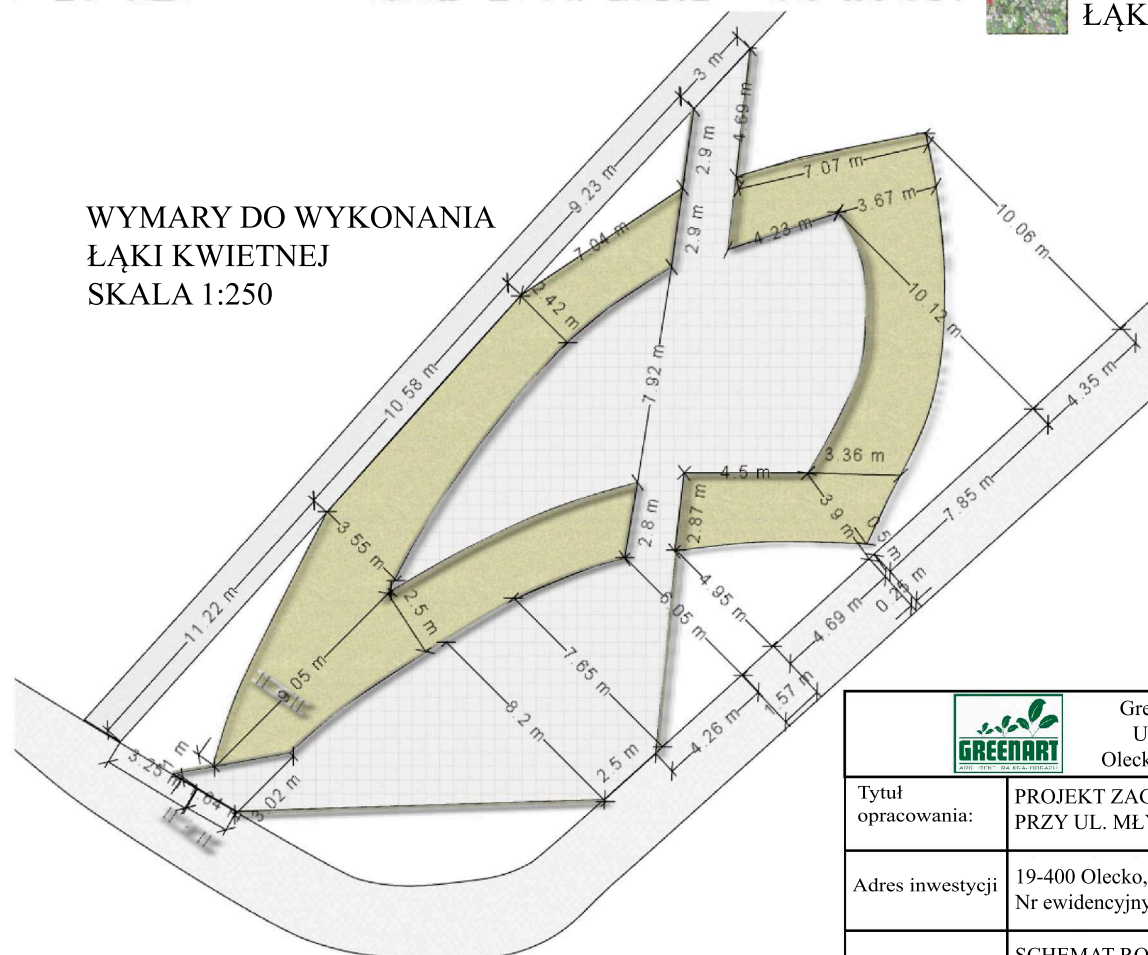 ŁĄK
WYMARY DO WYKONANIA
ŁĄKI KWIETNEJ
SKALA 1:250
3 m
4.69 m
2.9 m
9.23 m
7.07 m
3.67 m
10.06 m
2.9 m
4.23 m
7.04 m
2.42 m
10.12 m
7.92 m
10.58 m
4.35 m
3.36 m
4.5 m
7.85 m
2.87 m
3.9 m
2.8 m
0.5 m
3.55 m
4.95 m
0.25 m
6.05 m
4.69 m
2.5 m
11.22 m
7.65 m
1.57 m
8.2 m
4.26 m
2.5 m
3.25 m
3.02 m
GREENART
Gre
U
Oleck
Tytuł
opracowania:
PROJEKT ZAC
PRZY UL. MŁY
Adres inwestycji
19-400 Olecko,
Nr ewidencyjny